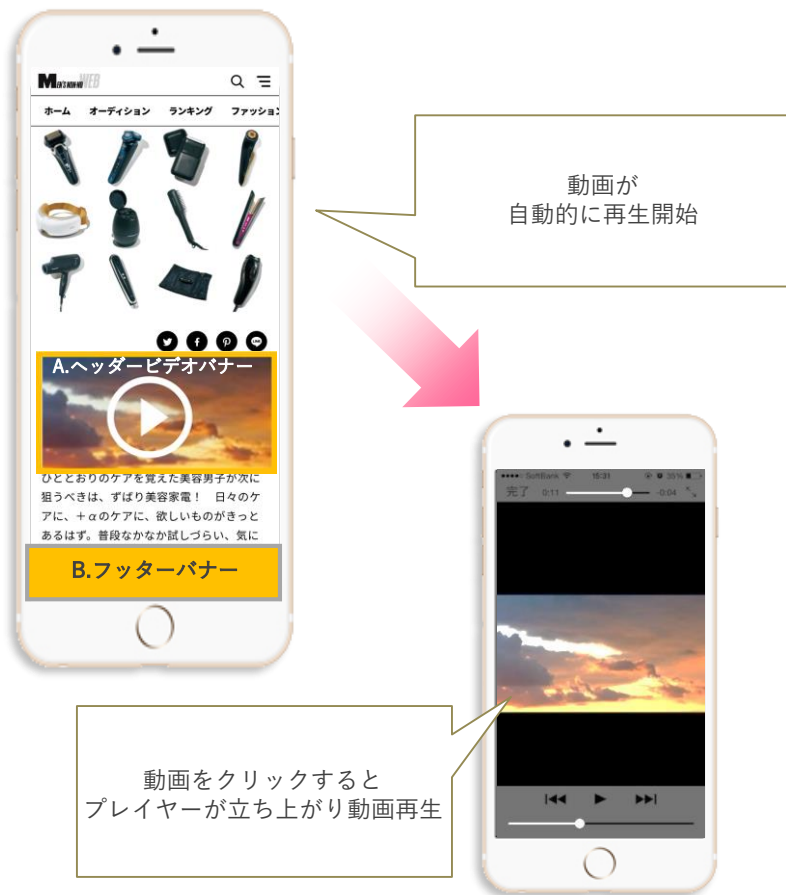 MEN'S NON-NO WEB
ホーム オーディション ランキング ファッション
動画が
自動的に再生開始
LINE
A.ヘッダービデオバナー
ひととおりのケアを覚えた美容男子が次に
狙うべきは、ずばり美容家電！ 日々のケ
アに、＋αのケアに、欲しいものがきっと
あるはず。普段なかなか試しづらい、気に
B.フッターバナー
SoftBank 15:31 35%
完了 0:11 -0:04
動画をクリックすると
プレイヤーが立ち上がり動画再生